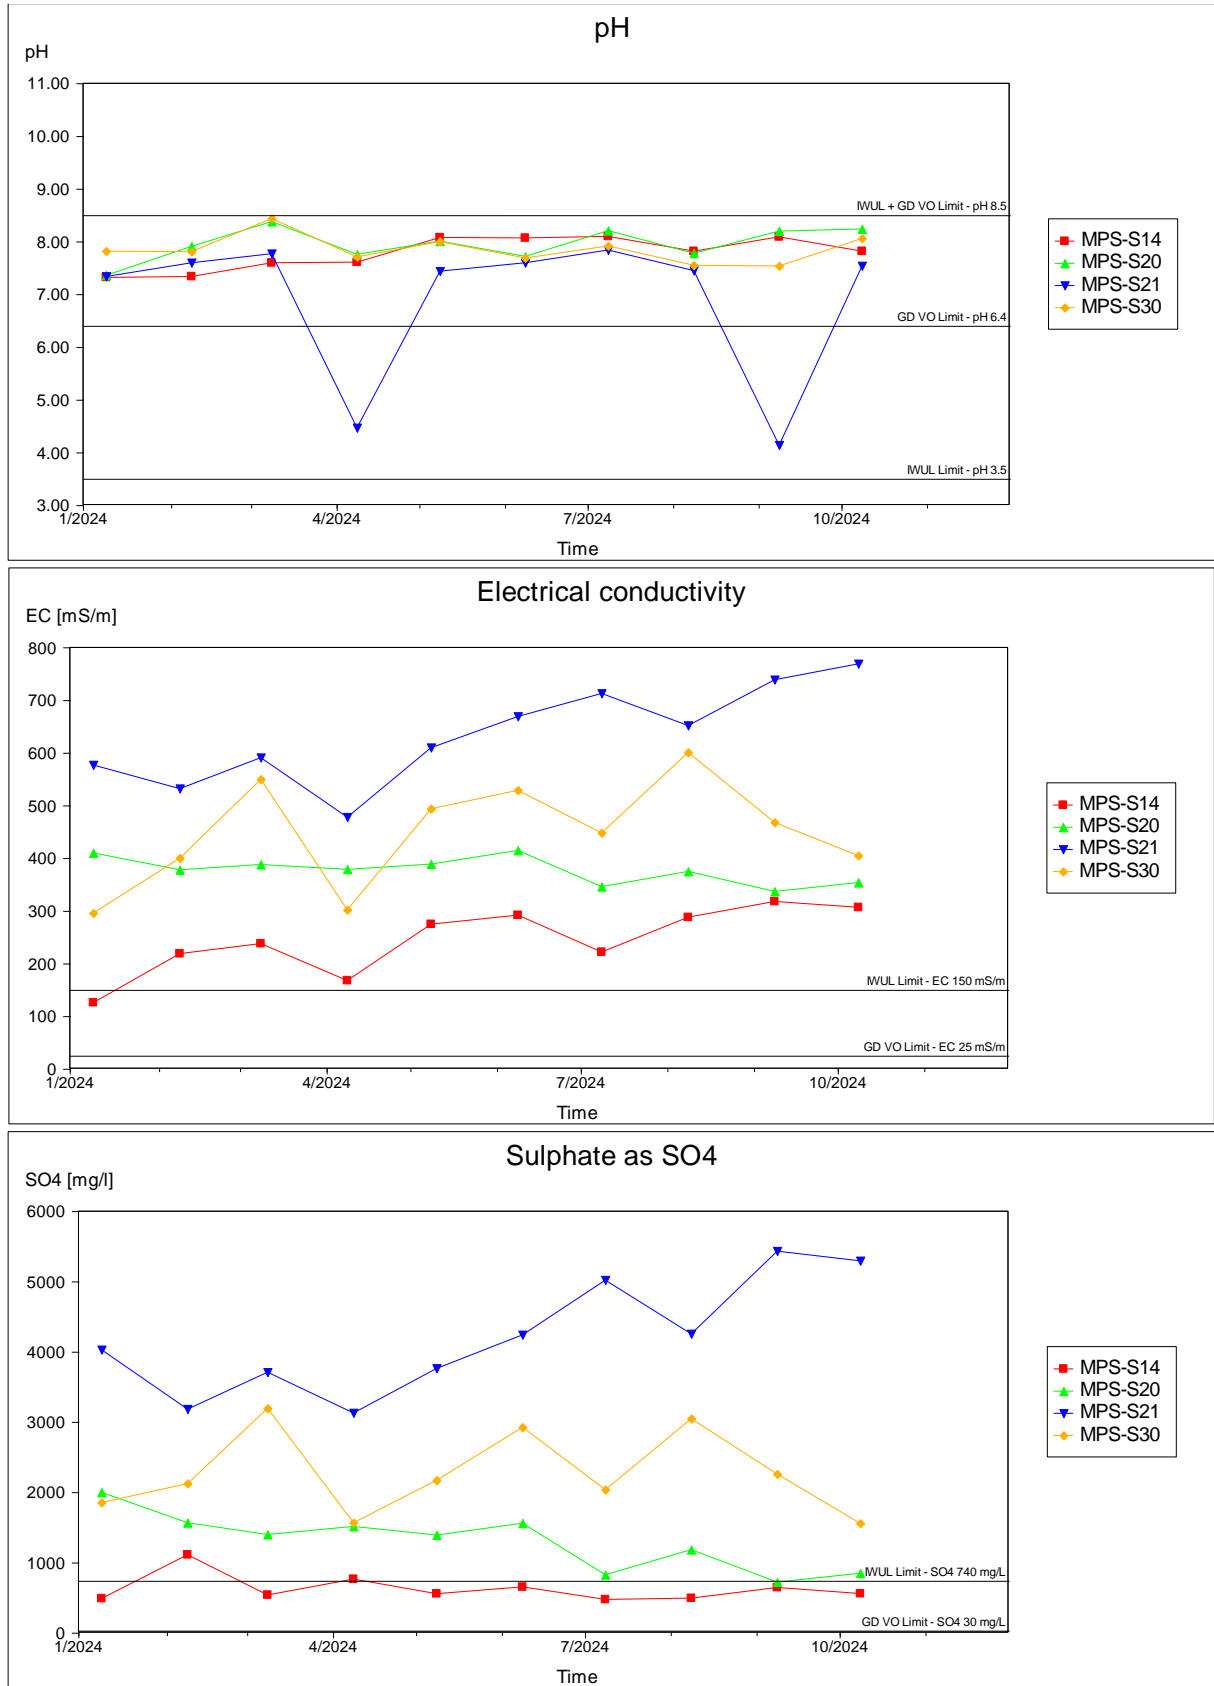 pH
pH
11.00
10.00
9.00
8.00
7.00
6.00
5.00
4.00
3.00
IWUL + GD VO Limit - pH 8.5
GD VO Limit - pH 6.4
IWUL Limit - pH 3.5
1/2024 4/2024 7/2024 10/2024
Time
MPS-S14
MPS-S20
MPS-S21
MPS-S30
Electrical conductivity
EC [mS/m]
800
700
600
500
400
300
200
100
0
IWUL Limit - EC 150 mS/m
GD VO Limit - EC 25 mS/m
1/2024 4/2024 7/2024 10/2024
Time
MPS-S14
MPS-S20
MPS-S21
MPS-S30
Sulphate as SO4
SO4 [mg/l]
6000
5000
4000
3000
2000
1000
0
IWUL Limit - SO4 740 mg/L
GD VO Limit - SO4 30 mg/L
1/2024 4/2024 7/2024 10/2024
Time
MPS-S14
MPS-S20
MPS-S21
MPS-S30